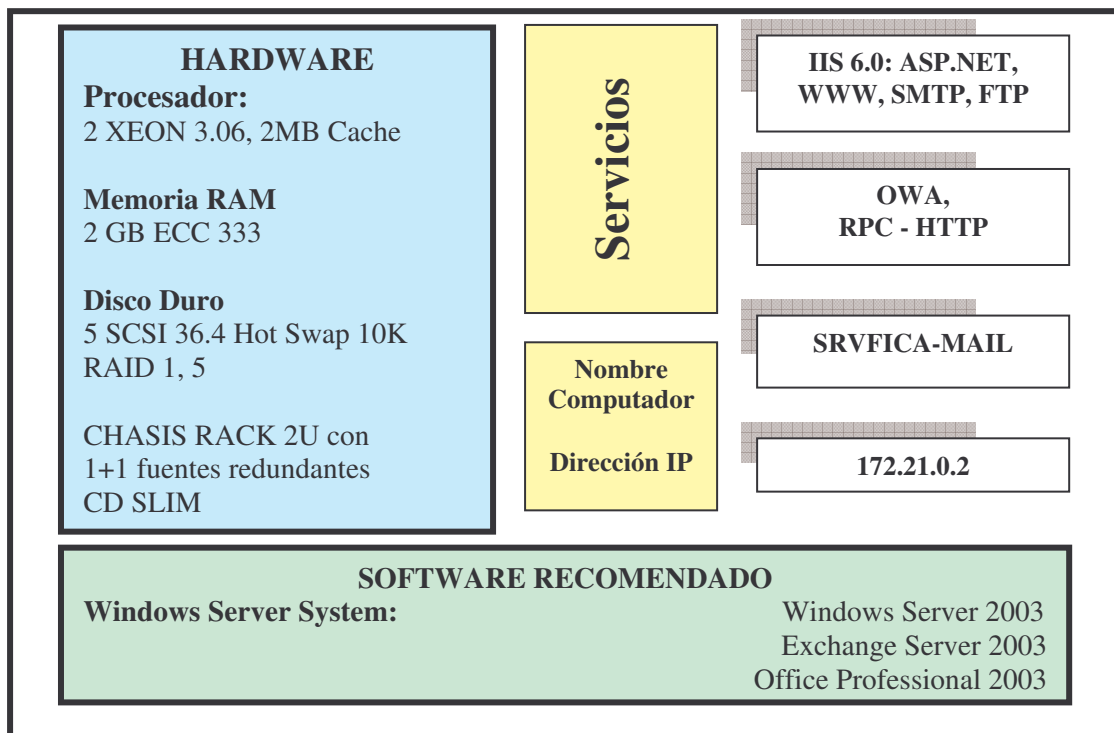 HARDWARE
Procesador:
2 XEON 3.06, 2MB Cache
Memoria RAM
2 GB ECC 333
Disco Duro
5 SCSI 36.4 Hot Swap 10K
RAID 1, 5
CHASIS RACK 2U con
1+1 fuentes redundantes
CD SLIM
Servicios
Nombre
Computador
Dirección IP
IIS 6.0: ASP.NET,
WWW, SMTP, FTP
OWA,
RPC - HTTP
SRVFICA-MAIL
172.21.0.2
SOFTWARE RECOMENDADO
Windows Server System: Windows Server 2003
Exchange Server 2003
Office Professional 2003